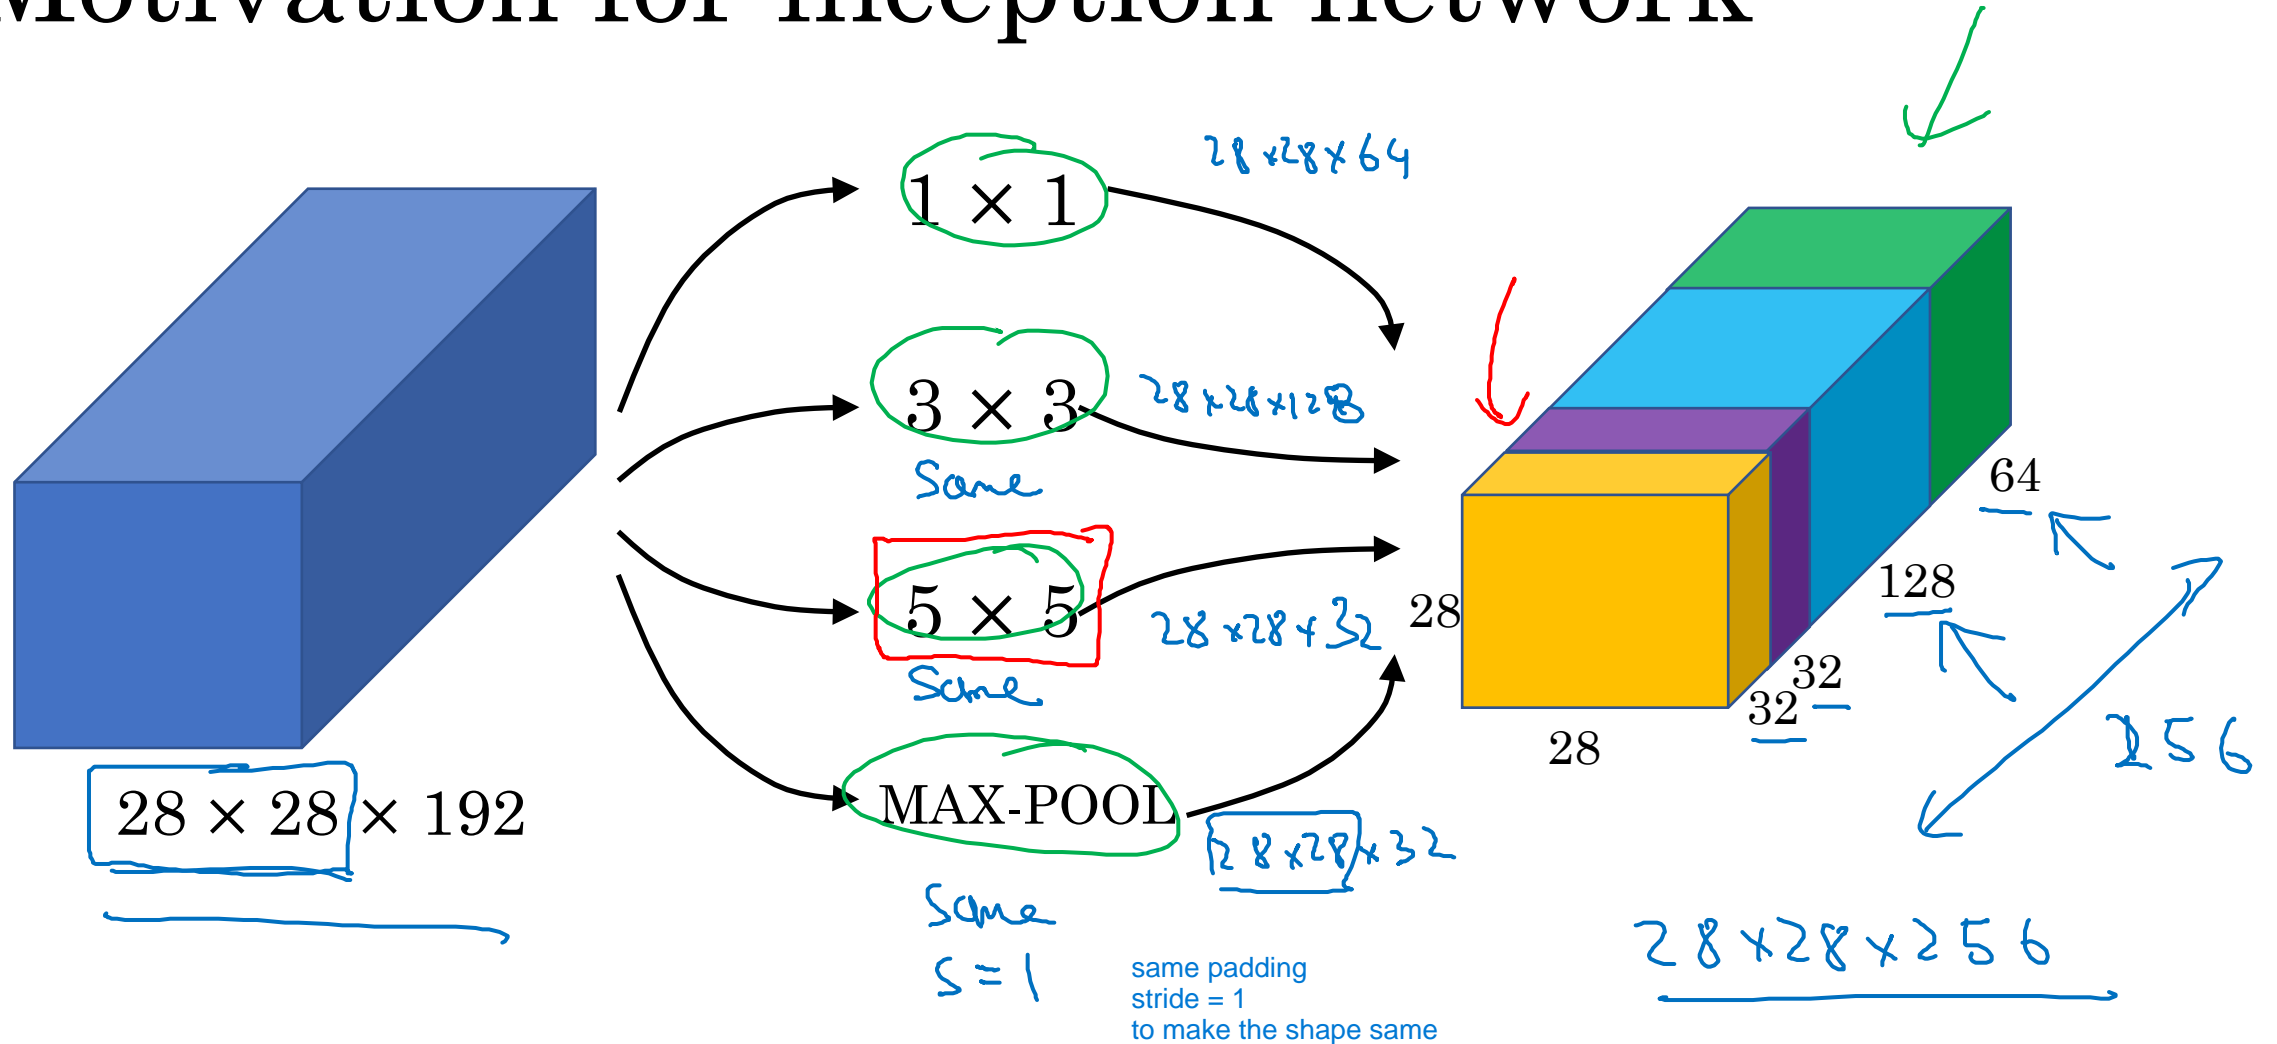 Motivation for inception network
1 × 1
28×28×64
3 × 3
28×28×128
Same
5 × 5
28×28×32
Same
MAX-POOL
28×28×32
Same
s = 1
same padding
stride = 1
to make the shape same
28 × 28 × 192
28
28
32
32
128
64
256
28×28×256